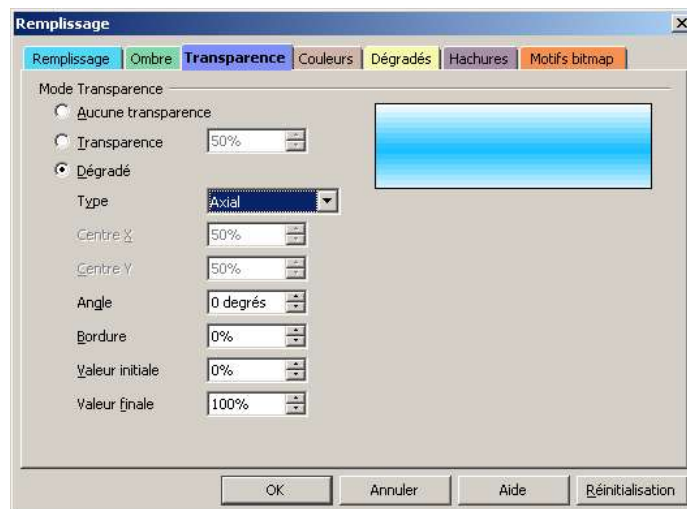 Remplissage
Remplissage Ombre Transparence Couleurs Dégradés Hachures Motifs bitmap
Mode Transparence
Aucune transparence
Transparence 50%
Dégradé
Type Axial
Centre X 50%
Centre Y 50%
Angle 0 degrés
Bordure 0%
Valeur initiale 0%
Valeur finale 100%
OK Annuler Aide Réinitialisation